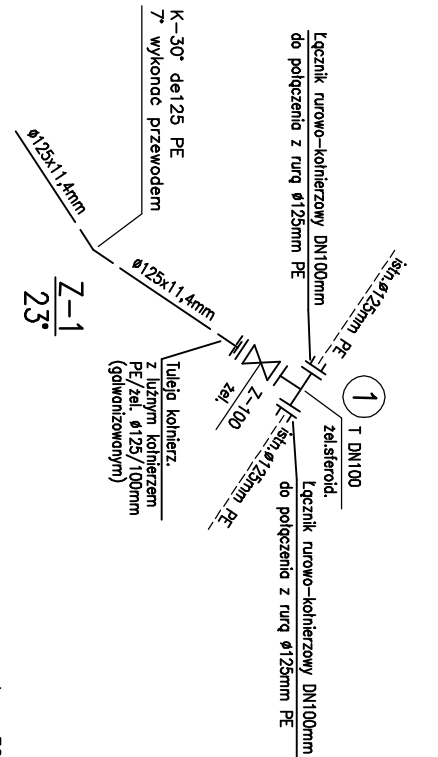 Łącznik rurowo-kołnierzowy DN100mm
do połączenia z rurą ø125mm PE
istn.ø125mm PE
1
T DN100
żel.sferoid.
Łącznik rurowo-kołnierzowy DN100mm
do połączenia z rurą ø125mm PE
istn.ø125mm PE
Z-100
żel.
Tuleja kołnierz.
z luźnym kołnierzem
PE/żel. ø125/100mm
(galwanizowanym)
ø125x11,4mm
K-30° de125 PE
7° wykonać przewodem
ø125x11,4mm
Z-1
23°